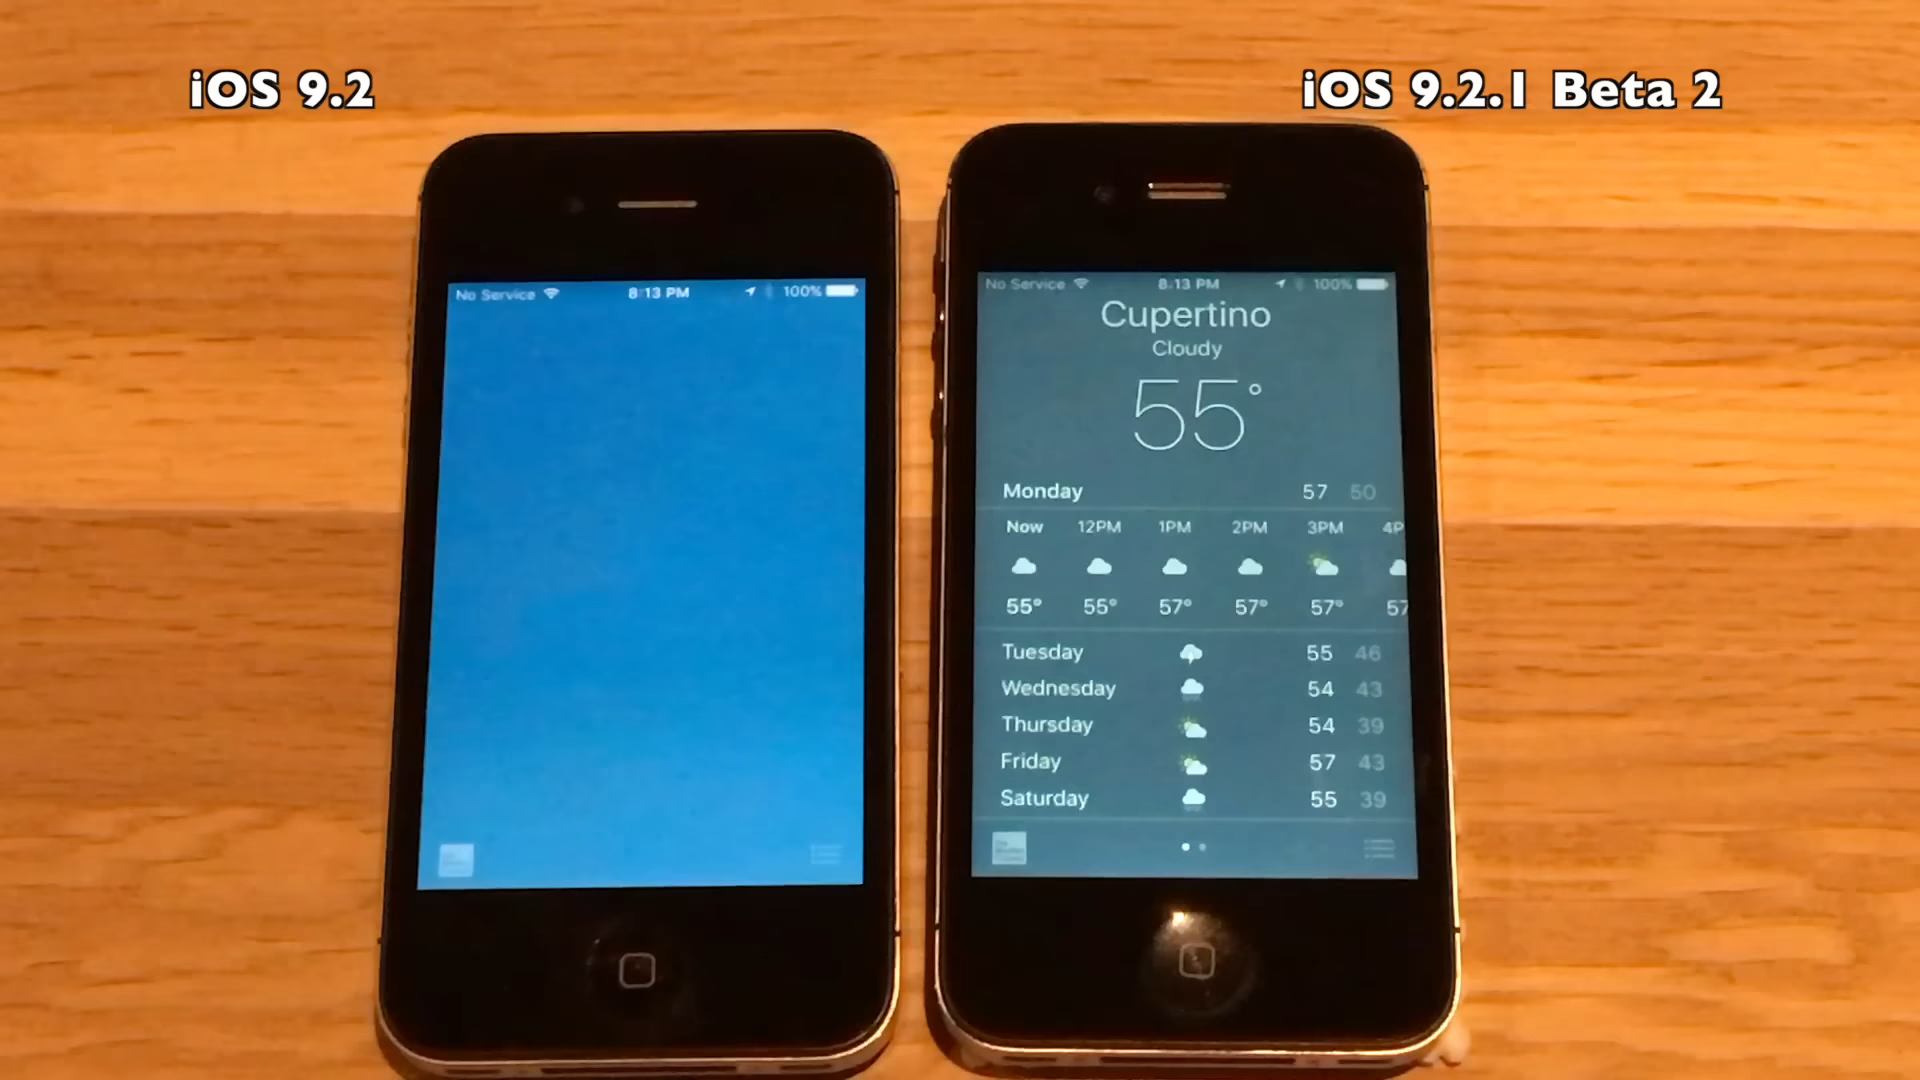 iOS 9.2
iOS 9.2.1 Beta 2
No Service 8:13 PM 100%
No Service 8:13 PM 100%
Cupertino
Cloudy
55°
Monday 57 50
Now 12PM 1PM 2PM 3PM 4P
55° 55° 57° 57° 57° 57
Tuesday 55 46
Wednesday 54 43
Thursday 54 39
Friday 57 43
Saturday 55 39